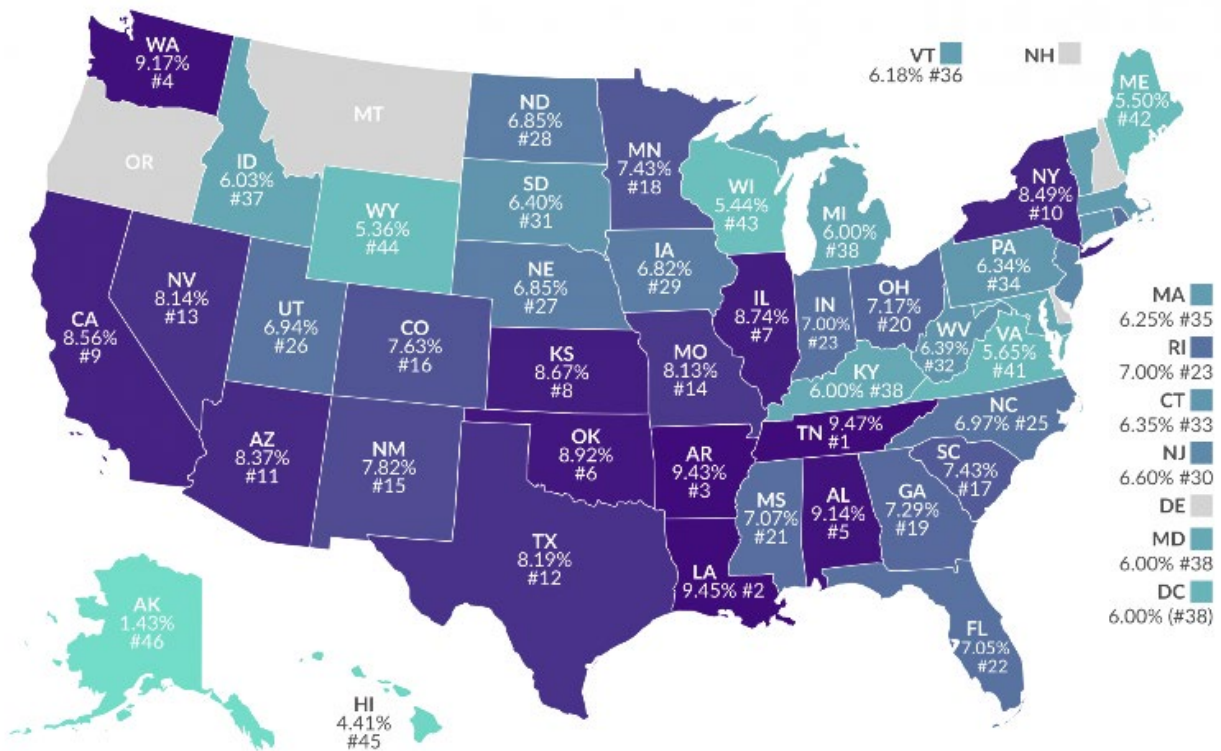 WA
9.17%
#4
MT
OR
ID
6.03%
#37
WY
5.36%
#44
ND
6.85%
#28
SD
6.40%
#31
NE
6.85%
#27
MN
7.43%
#18
IA
6.82%
#29
WI
5.44%
#43
MI
6.00%
#38
VT
6.18% #36
NH
ME
5.50%
#42
NY
8.49%
#10
PA
6.34%
#34
CA
8.56%
#9
NV
8.14%
#13
UT
6.94%
#26
CO
7.63%
#16
KS
8.67%
#8
MO
8.13%
#14
IL
8.74%
#7
IN
7.00%
#23
OH
7.17%
#20
WV
6.39%
#32
VA
5.65%
#41
KY
6.00% #38
MA
6.25% #35
RI
7.00% #23
CT
6.35% #33
NJ
6.60% #30
DE
MD
6.00% #38
DC
6.00% (#38)
AZ
8.37%
#11
NM
7.82%
#15
OK
8.92%
#6
AR
9.43%
#3
TN 9.47%
#1
NC
6.97% #25
SC
7.43%
#17
MS
7.07%
#21
AL
9.14%
#5
GA
7.29%
#19
TX
8.19%
#12
LA
9.45% #2
FL
7.05%
#22
AK
1.43%
#46
HI
4.41%
#45